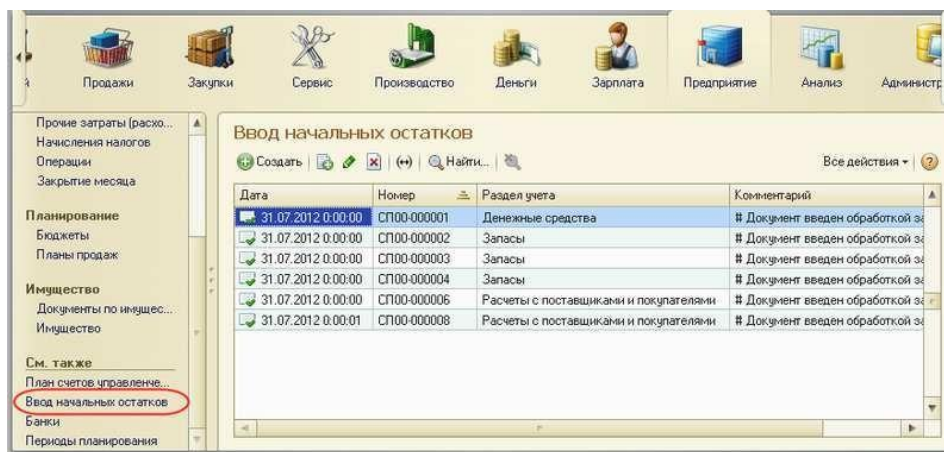 й Продажи Закупки Сервис Производство Деньги Зарплата Предприятие Анализ Администр
Прочие затраты (расхо...
Начисления налогов
Операции
Закрытие месяца
Планирование
Бюджеты
Планы продаж
Имущество
Документы по имущес...
Имущество
См. также
План счетов управленче...
Ввод начальных остатков
Банки
Периоды планирования
Ввод начальных остатков
Создать Найти... Все действия
Дата Номер Раздел учета Комментарий
31.07.2012 0:00:00 СП00-000001 Денежные средства # Документ введен обработкой за
31.07.2012 0:00:00 СП00-000002 Запасы # Документ введен обработкой за
31.07.2012 0:00:00 СП00-000003 Запасы # Документ введен обработкой за
31.07.2012 0:00:00 СП00-000004 Запасы # Документ введен обработкой за
31.07.2012 0:00:00 СП00-000006 Расчеты с поставщиками и покупателями # Документ введен обработкой за
31.07.2012 0:00:01 СП00-000008 Расчеты с поставщиками и покупателями # Документ введен обработкой за